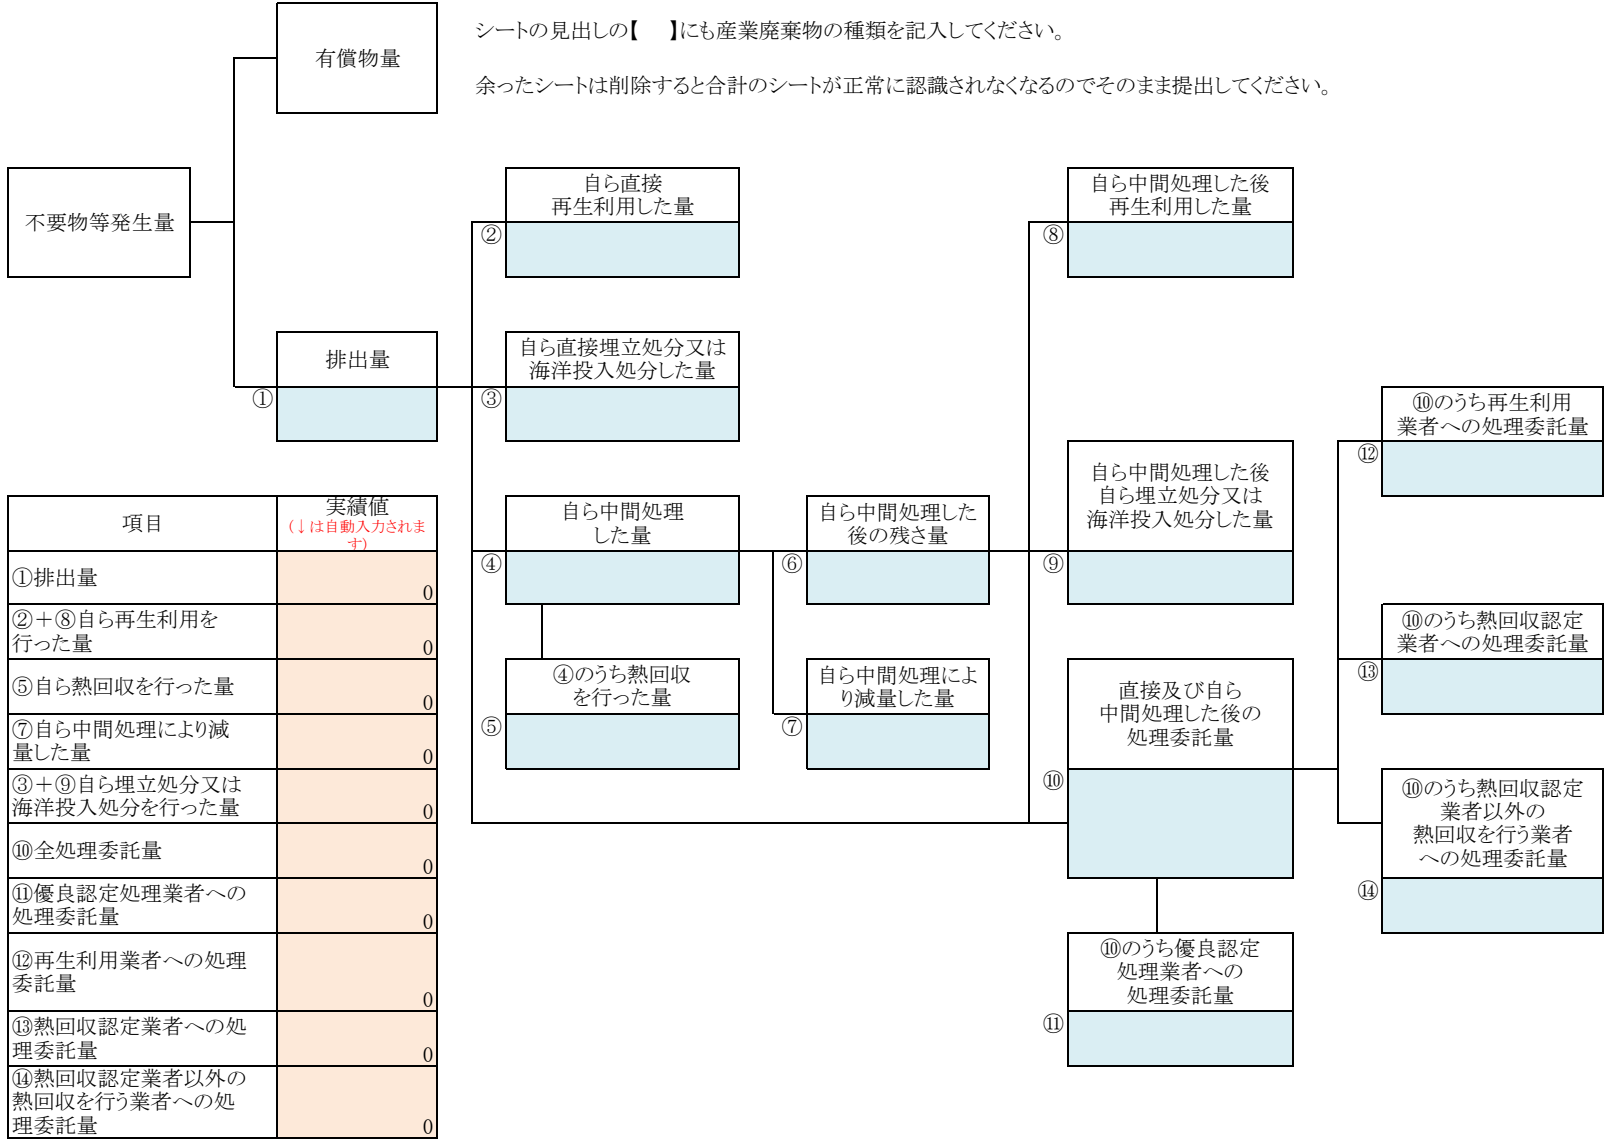 シートの見出しの【　】にも産業廃棄物の種類を記入してください。
有償物量
余ったシートは削除すると合計のシートが正常に認識されなくなるのでそのまま提出してください。
不要物等発生量
自ら直接
再生利用した量
②
自ら中間処理した後
再生利用した量
⑧
排出量
①
自ら直接埋立処分又は
海洋投入処分した量
③
⑩のうち再生利用
業者への処理委託量
⑫
自ら中間処理
した量
④
自ら中間処理した
後の残さ量
⑥
自ら中間処理した後
自ら埋立処分又は
海洋投入処分した量
⑨
⑩のうち熱回収認定
業者への処理委託量
⑬
④のうち熱回収
を行った量
⑤
自ら中間処理によ
り減量した量
⑦
直接及び自ら
中間処理した後の
処理委託量
⑩
⑩のうち熱回収認定
業者以外の
熱回収を行う業者
への処理委託量
⑭
⑩のうち優良認定
処理業者への
処理委託量
⑪
項目
実績値
(↓は自動入力されま
す)
①排出量
0
②＋⑧自ら再生利用を
行った量
0
⑤自ら熱回収を行った量
0
⑦自ら中間処理により減
量した量
0
③＋⑨自ら埋立処分又は
海洋投入処分を行った量
0
⑩全処理委託量
0
⑪優良認定処理業者への
処理委託量
0
⑫再生利用業者への処理
委託量
0
⑬熱回収認定業者への処
理委託量
0
⑭熱回収認定業者以外の
熱回収を行う業者への処
理委託量
0